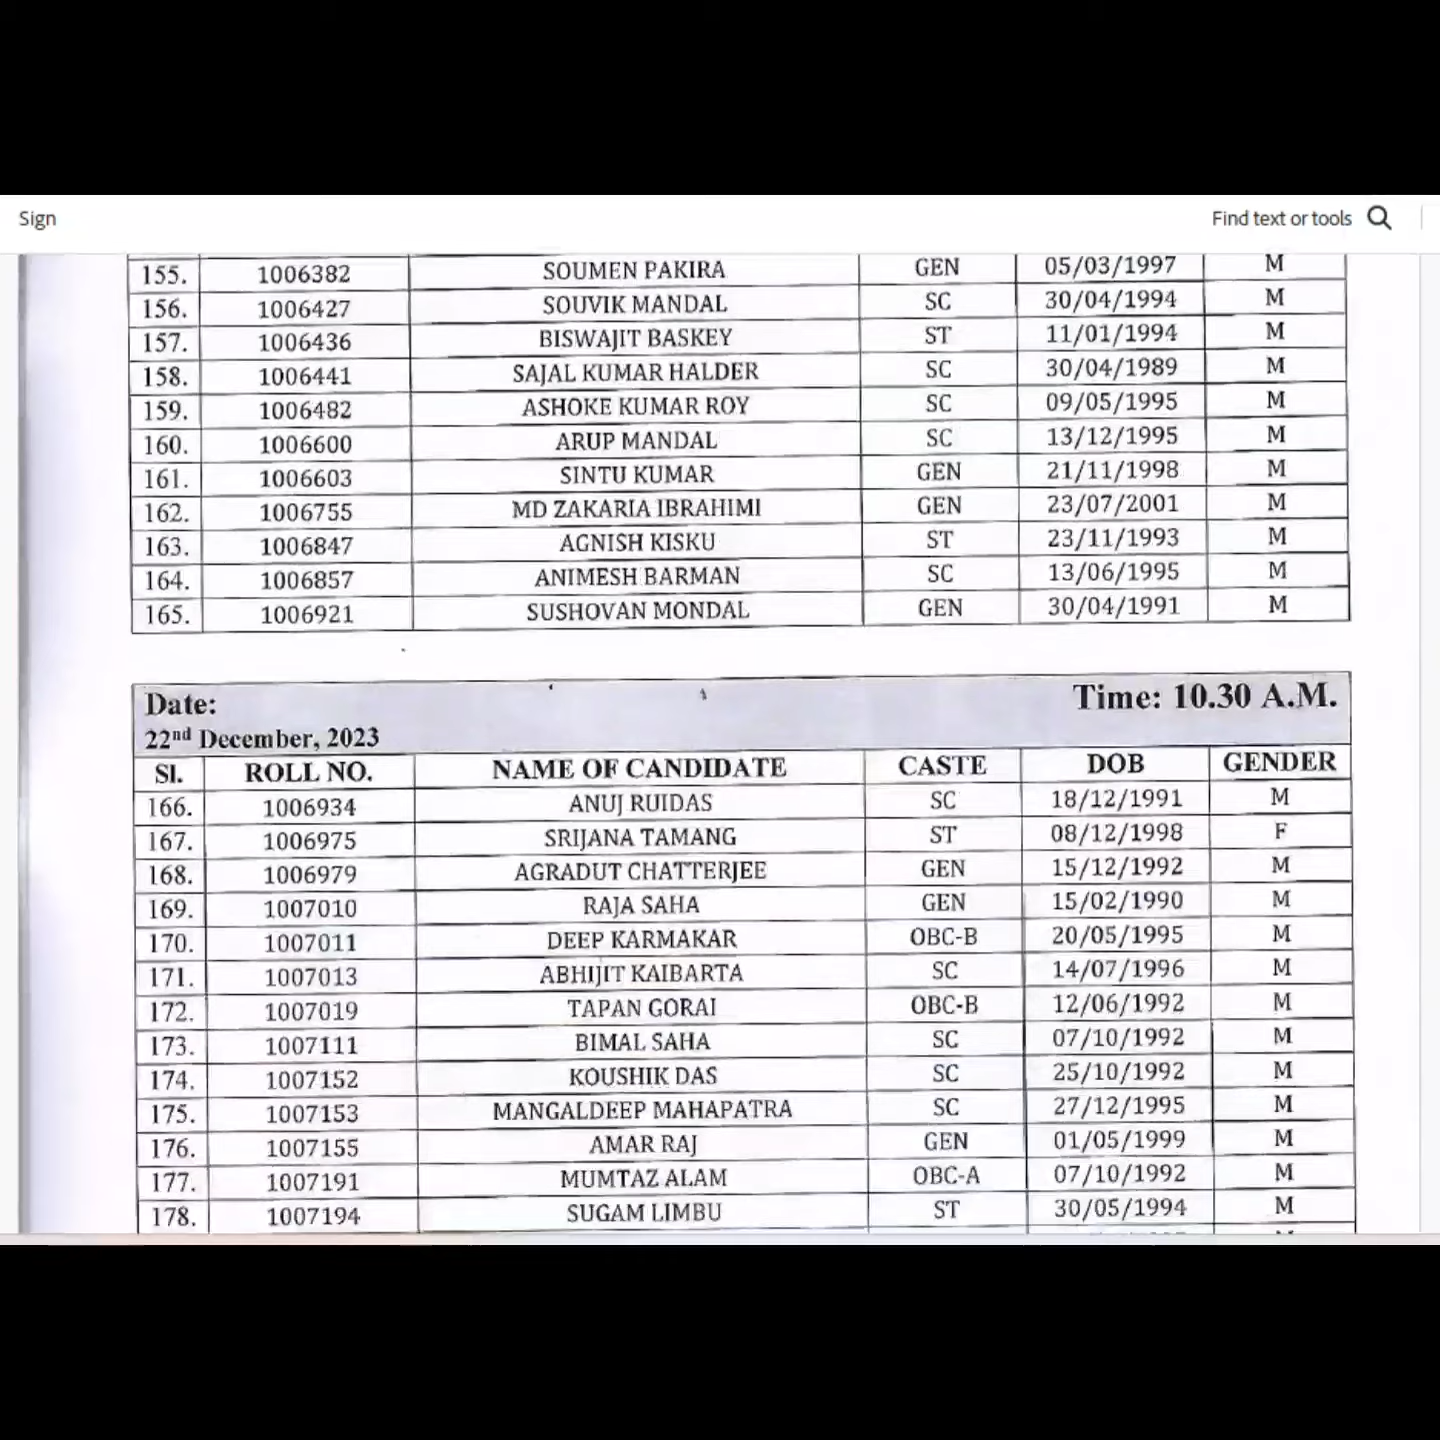 Sign Find text or tools
155. 1006382 SOUMEN PAKIRA GEN 05/03/1997 M
156. 1006427 SOUVIK MANDAL SC 30/04/1994 M
157. 1006436 BISWAJIT BASKEY ST 11/01/1994 M
158. 1006441 SAJAL KUMAR HALDER SC 30/04/1989 M
159. 1006482 ASHOKE KUMAR ROY SC 09/05/1995 M
160. 1006600 ARUP MANDAL SC 13/12/1995 M
161. 1006603 SINTU KUMAR GEN 21/11/1998 M
162. 1006755 MD ZAKARIA IBRAHIMI GEN 23/07/2001 M
163. 1006847 AGNISH KISKU ST 23/11/1993 M
164. 1006857 ANIMESH BARMAN SC 13/06/1995 M
165. 1006921 SUSHOVAN MONDAL GEN 30/04/1991 M
Date: Time: 10.30 A.M.
22nd December, 2023
Sl. ROLL NO. NAME OF CANDIDATE CASTE DOB GENDER
166. 1006934 ANUJ RUIDAS SC 18/12/1991 M
167. 1006975 SRIJANA TAMANG ST 08/12/1998 F
168. 1006979 AGRADUT CHATTERJEE GEN 15/12/1992 M
169. 1007010 RAJA SAHA GEN 15/02/1990 M
170. 1007011 DEEP KARMAKAR OBC-B 20/05/1995 M
171. 1007013 ABHIJIT KAIBARTA SC 14/07/1996 M
172. 1007019 TAPAN GORAI OBC-B 12/06/1992 M
173. 1007111 BIMAL SAHA SC 07/10/1992 M
174. 1007152 KOUSHIK DAS SC 25/10/1992 M
175. 1007153 MANGALDEEP MAHAPATRA SC 27/12/1995 M
176. 1007155 AMAR RAJ GEN 01/05/1999 M
177. 1007191 MUMTAZ ALAM OBC-A 07/10/1992 M
178. 1007194 SUGAM LIMBU ST 30/05/1994 M